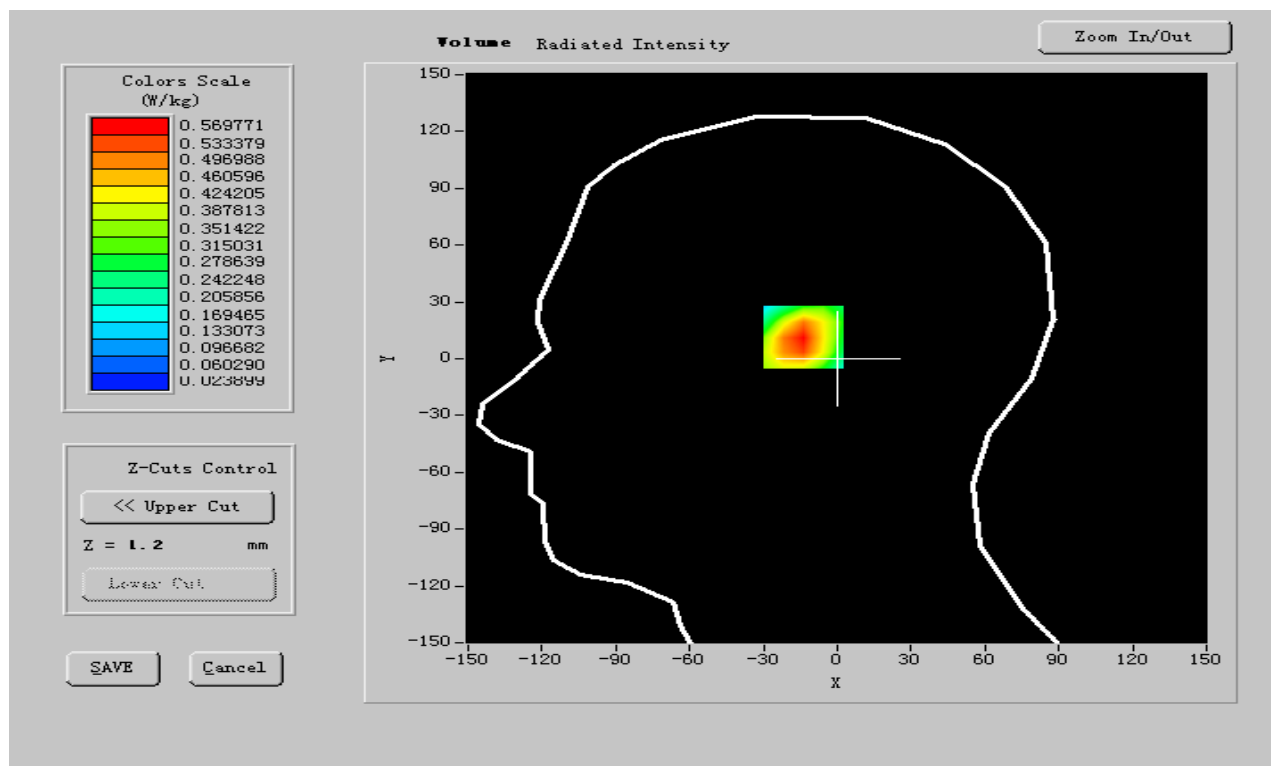 Volume Radiated Intensity
Zoom In/Out
Colors Scale
(W/kg)
0.569771
0.533379
0.496988
0.460596
0.424205
0.387813
0.351422
0.315031
0.278639
0.242248
0.205856
0.169465
0.133073
0.096682
0.060290
0.023899
Z-Cuts Control
<< Upper Cut
Z = 1.2 mm
Lower Cut
SAVE
Cancel
150
120
90
60
30
0
-30
-60
-90
-120
-150
Y
-150 -120 -90 -60 -30 0 30 60 90 120 150
X